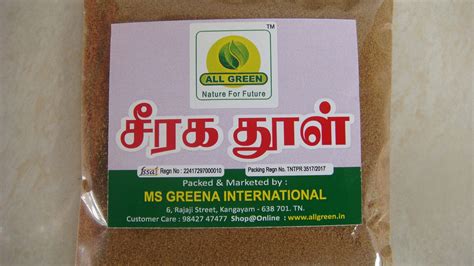 TM
ALL GREEN
Nature For Future
சீரக தூள்
fssai Regn No : 22417297000010 Packing Regn No. TNTPR 3517/2017
Packed & Marketed by :
MS GREENA INTERNATIONAL
6, Rajaji Street, Kangayam - 638 701. TN.
Customer Care : 98427 47477 Shop@Online : www.allgreen.in